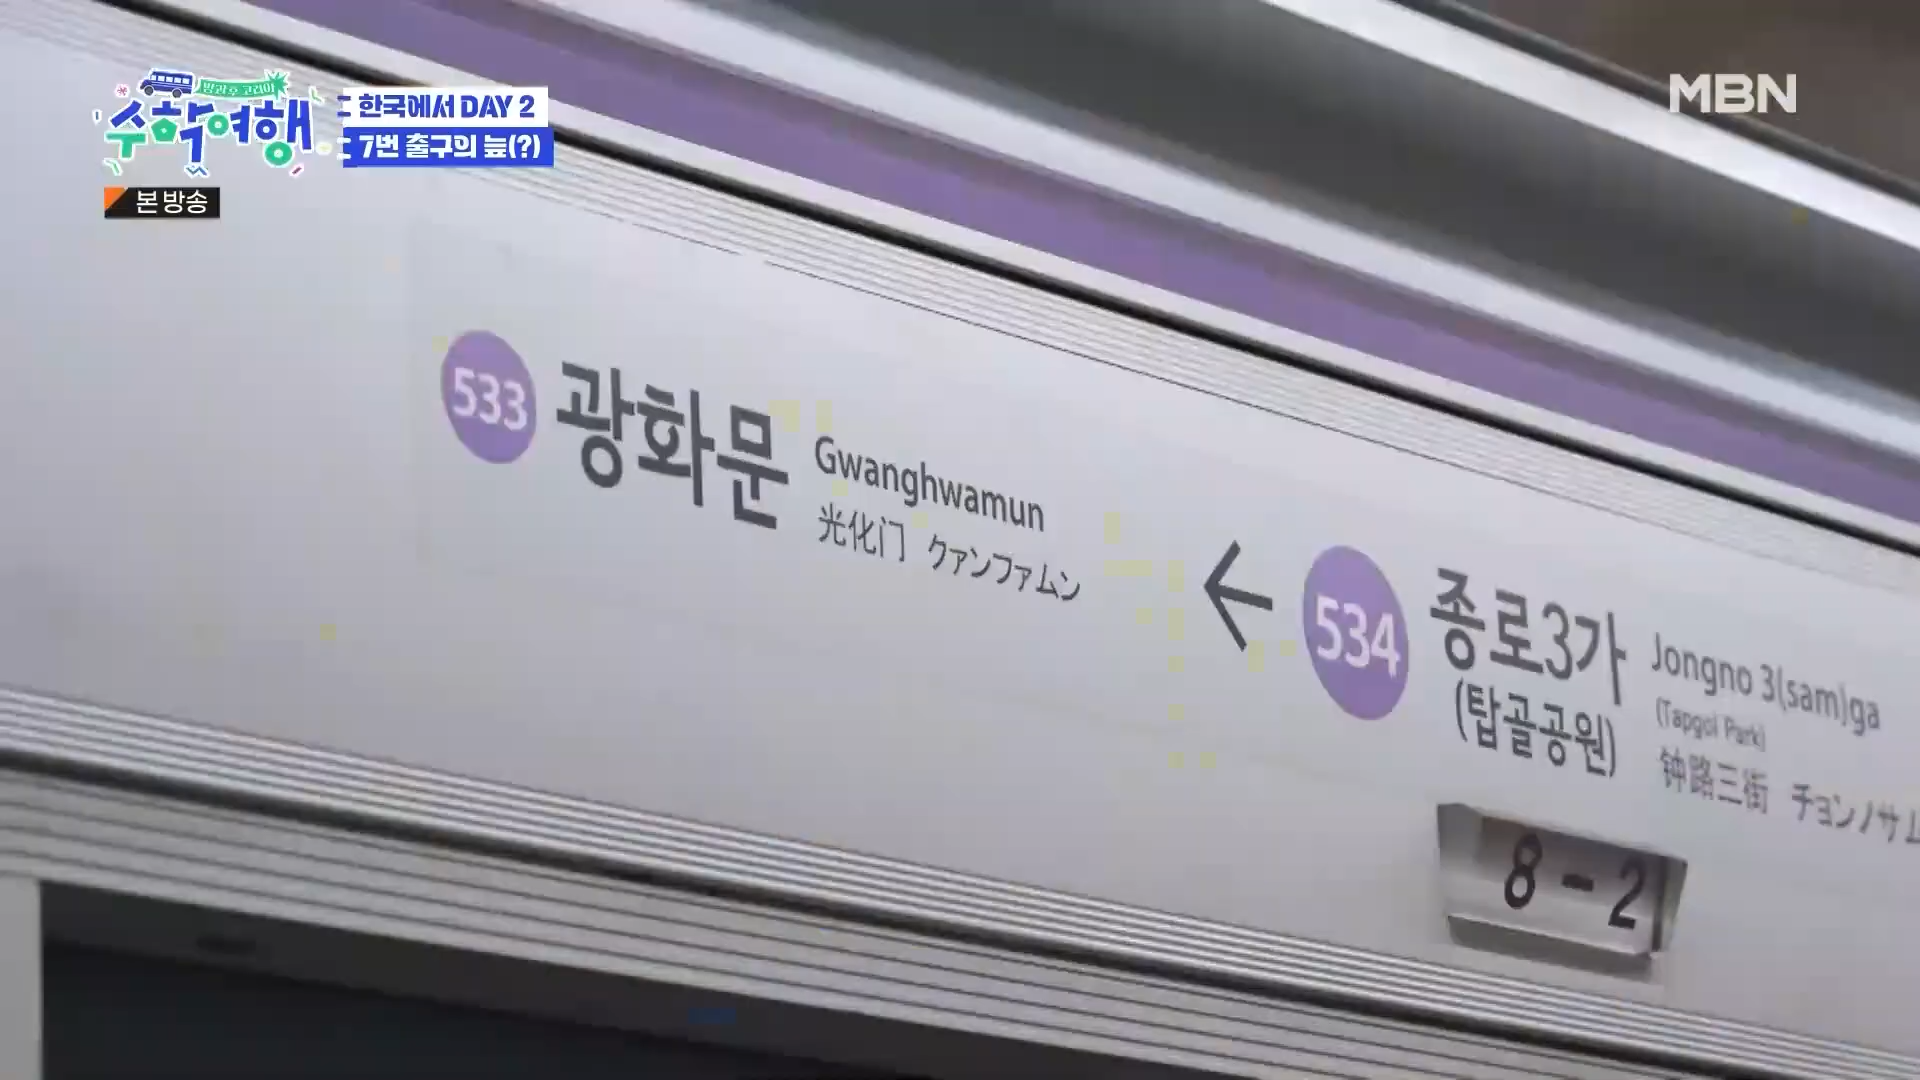 방과후 코리아
수학여행
한국에서 DAY 2
7번 출구의 늪(?)
본 방송
MBN
533 광화문 Gwanghwamun
光化门 クァンファムン
← 534 종로3가 Jongno 3(sam)ga
(탑골공원) (Tapgol Park)
钟路三街 チョンノサム
8-2